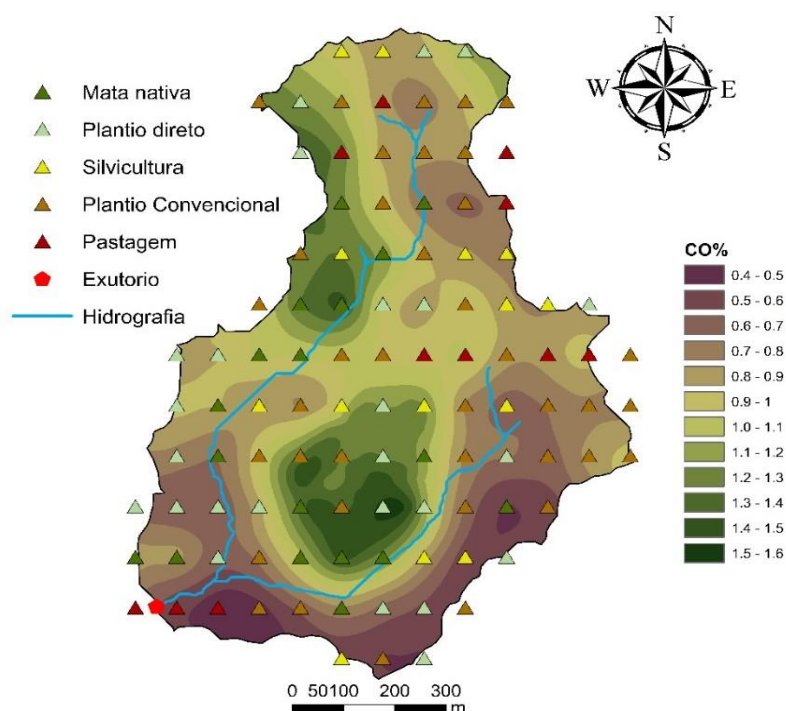 N
W
E
S
Mata nativa
Plantio direto
Silvicultura
Plantio Convencional
Pastagem
Exutorio
Hidrografia
CO%
0.4 - 0.5
0.5 - 0.6
0.6 - 0.7
0.7 - 0.8
0.8 - 0.9
0.9 - 1
1.0 - 1.1
1.1 - 1.2
1.2 - 1.3
1.3 - 1.4
1.4 - 1.5
1.5 - 1.6
0 50100 200 300
m